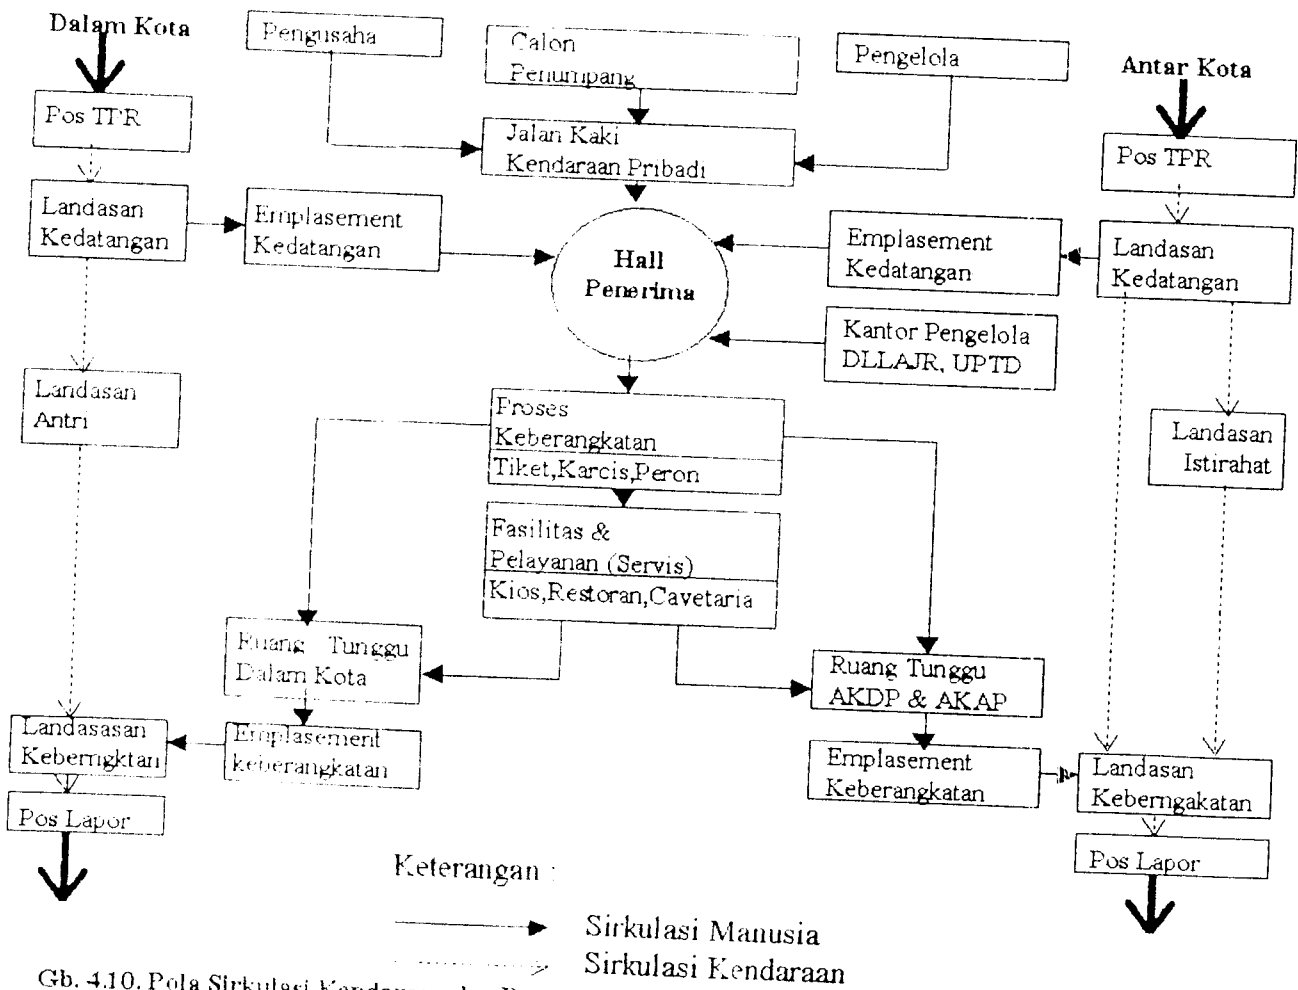 Dalam Kota
Pengusaha
Calon
Penumpang
Pengelola
Antar Kota
Pos TPR
Jalan Kaki
Kendaraan Pribadi
Pos TPR
Landasan
Kedatangan
Emplasement
Kedatangan
Hall
Penerima
Emplasement
Kedatangan
Landasan
Kedatangan
Kantor Pengelola
DLLAJR, UPTD
Landasan
Antri
Proses
Keberangkatan
Tiket,Karcis,Peron
Landasan
Istirahat
Fasilitas &
Pelayanan (Servis)
Kios,Restoran,Cavetaria
Ruang Tunggu
Dalam Kota
Ruang Tunggu
AKDP & AKAP
Landasasan
Keberngktan
Emplasement
keberangkatan
Emplasement
Keberangkatan
Landasan
Keberngakatan
Pos Lapor
Pos Lapor
Keterangan :
Sirkulasi Manusia
Sirkulasi Kendaraan
Gb. 4.10. Pola Sirkulasi